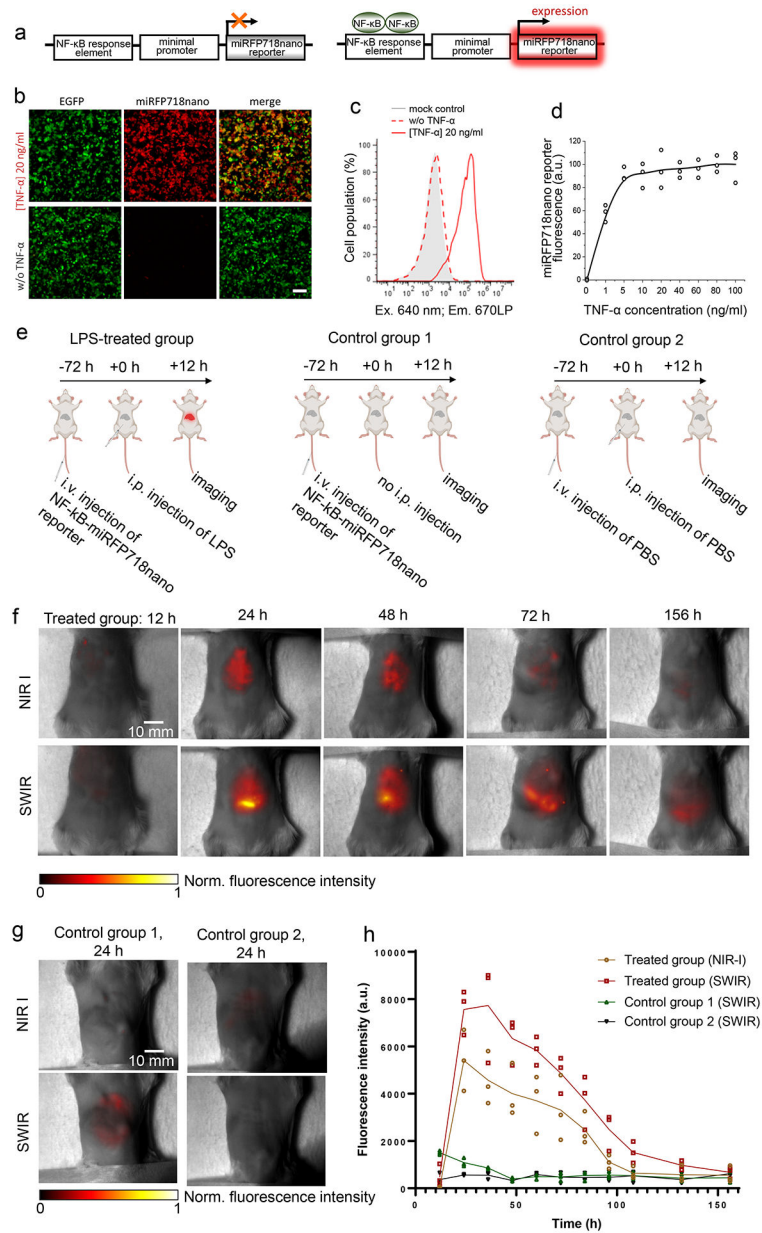 a
NF-κB response
element
minimal
promoter
miRFP718nano
reporter
NF-κB NF-κB
expression
NF-κB response
element
minimal
promoter
miRFP718nano
reporter
b
EGFP miRFP718nano merge
[TNF-α] 20 ng/ml
w/o TNF-α
c
mock control
w/o TNF-α
[TNF-α] 20 ng/ml
Cell population (%)
100
80
60
40
20
0
10¹ 10² 10³ 10⁴ 10⁵ 10⁶ 10⁷
Ex. 640 nm; Em. 670LP
d
miRFP718nano reporter
fluorescence (a.u.)
120
100
80
60
40
20
0
1 5 10 20 40 60 80 100
TNF-α concentration (ng/ml)
e
LPS-treated group
-72 h +0 h +12 h
i.v. injection of
NF-kB-miRFP718nano
reporter
i.p. injection of LPS
imaging
Control group 1
-72 h +0 h +12 h
i.v. injection of
NF-kB-miRFP718nano
reporter
no i.p. injection
imaging
Control group 2
-72 h +0 h +12 h
i.v. injection of PBS
i.p. injection of PBS
imaging
f
Treated group: 12 h 24 h 48 h 72 h 156 h
NIR I
10 mm
SWIR
0 1 Norm. fluorescence intensity
g
Control group 1,
24 h
Control group 2,
24 h
NIR I
10 mm
SWIR
0 1 Norm. fluorescence intensity
h
Fluorescence intensity (a.u.)
10000
8000
6000
4000
2000
0
0 50 100 150
Time (h)
Treated group (NIR-I)
Treated group (SWIR)
Control group 1 (SWIR)
Control group 2 (SWIR)